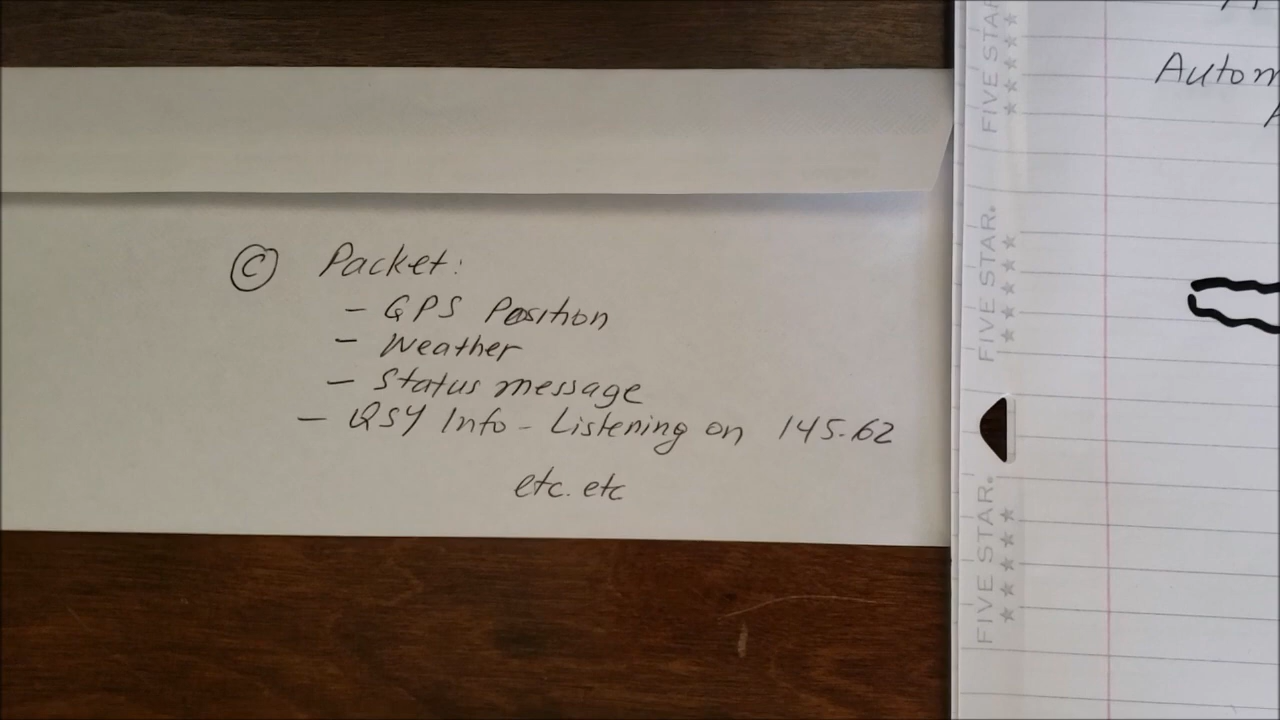 © Packet:
- GPS Position
- Weather
- Status message
- QSY Info - Listening on 145.62
etc. etc
FIVE STAR
FIVE STAR.
FIVE STAR.
Autom